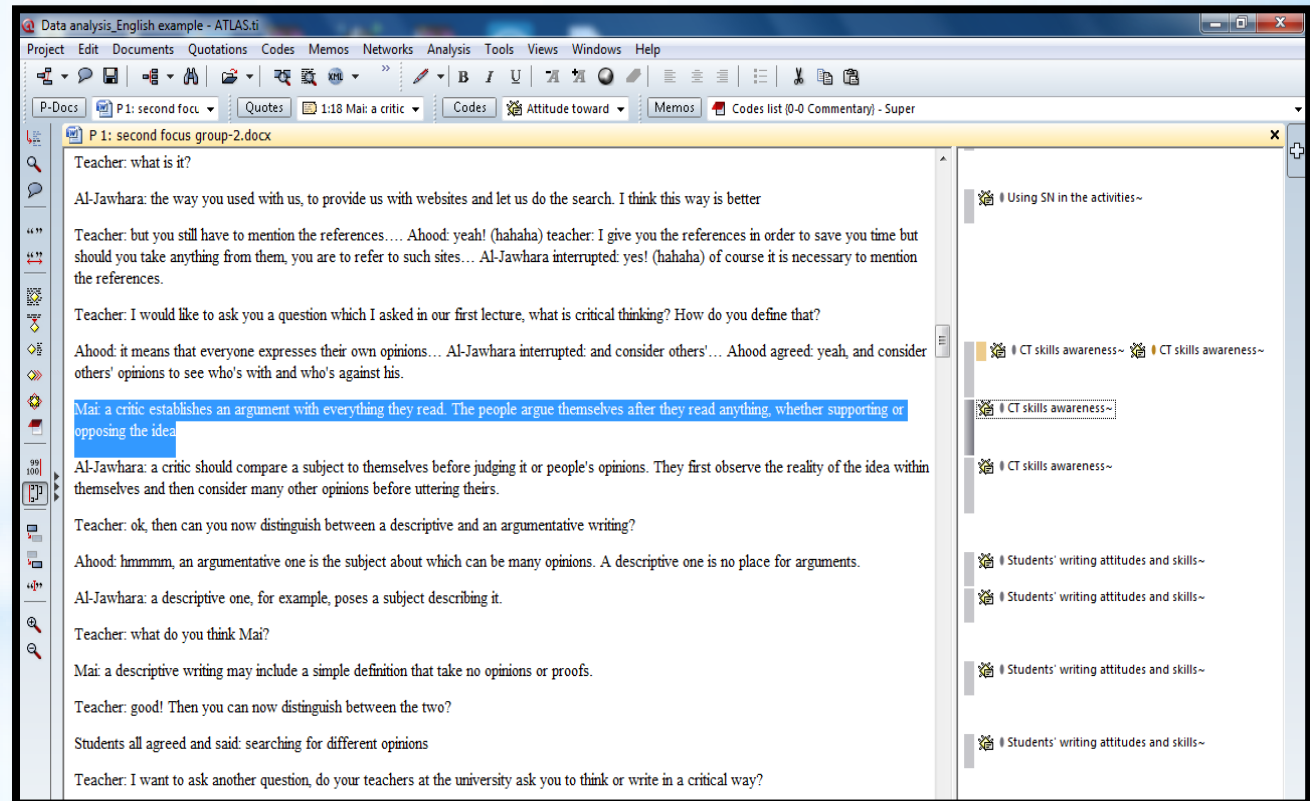 Data analysis_English example - ATLAS.ti
Project Edit Documents Quotations Codes Memos Networks Analysis Tools Views Windows Help
XML » B I U A A
P-Docs P 1: second focu Quotes 1:18 Mai: a critic Codes Attitude toward Memos Codes list {0-0 Commentary} - Super
P 1: second focus group-2.docx
Teacher: what is it?
Al-Jawhara: the way you used with us, to provide us with websites and let us do the search. I think this way is better
Using SN in the activities~
Teacher: but you still have to mention the references…. Ahood: yeah! (hahaha) teacher: I give you the references in order to save you time but
should you take anything from them, you are to refer to such sites… Al-Jawhara interrupted: yes! (hahaha) of course it is necessary to mention
the references.
Teacher: I would like to ask you a question which I asked in our first lecture, what is critical thinking? How do you define that?
Ahood: it means that everyone expresses their own opinions… Al-Jawhara interrupted: and consider others'… Ahood agreed: yeah, and consider
others' opinions to see who's with and who's against his.
CT skills awareness~ CT skills awareness~
Mai: a critic establishes an argument with everything they read. The people argue themselves after they read anything, whether supporting or
opposing the idea
CT skills awareness~
Al-Jawhara: a critic should compare a subject to themselves before judging it or people's opinions. They first observe the reality of the idea within
themselves and then consider many other opinions before uttering theirs.
CT skills awareness~
Teacher: ok, then can you now distinguish between a descriptive and an argumentative writing?
Ahood: hmmmm, an argumentative one is the subject about which can be many opinions. A descriptive one is no place for arguments.
Students' writing attitudes and skills~
Al-Jawhara: a descriptive one, for example, poses a subject describing it.
Students' writing attitudes and skills~
Teacher: what do you think Mai?
Mai: a descriptive writing may include a simple definition that take no opinions or proofs.
Students' writing attitudes and skills~
Teacher: good! Then you can now distinguish between the two?
Students all agreed and said: searching for different opinions
Students' writing attitudes and skills~
Teacher: I want to ask another question, do your teachers at the university ask you to think or write in a critical way?
99
100